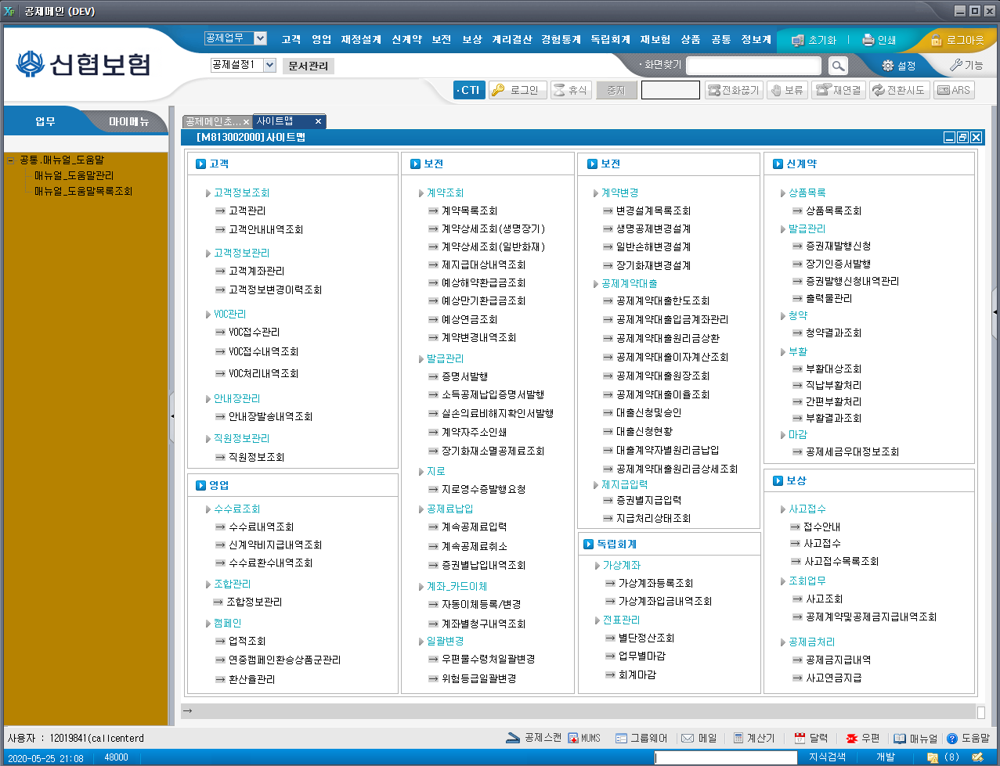 공제메인 (DEV)
신협보험
공제업무 고객 영업 재정설계 신계약 보전 보상 계리결산 경험통계 독립회계 재보험 상품 공통 정보계 초기화 인쇄 로그아웃
공제설정1 문서관리 화면찾기 설정 기능
CTI 로그인 휴식 중제 전화끊기 보류 재연결 전환시도 ARS
업무 마이메뉴
공통.매뉴얼_도움말
매뉴얼_도움말관리
매뉴얼_도움말목록조회
공제메인초... 사이트맵
[M813002000]사이트맵
고객
고객정보조회
고객관리
고객안내내역조회
고객정보관리
고객계좌관리
고객정보변경이력조회
VOC관리
VOC접수관리
VOC접수내역조회
VOC처리내역조회
안내장관리
안내장발송내역조회
직원정보관리
직원정보조회
영업
수수료조회
수수료내역조회
신계약비지급내역조회
수수료환수내역조회
조합관리
조합정보관리
캠페인
업적조회
연중캠페인환승상품군관리
환산율관리
보전
계약조회
계약목록조회
계약상세조회(생명장기)
계약상세조회(일반화재)
제지급대상내역조회
예상해약환급금조회
예상만기환급금조회
예상연금조회
계약변경내역조회
발급관리
증명서발행
소득공제납입증명서발행
실손의료비해지확인서발행
계약자주소인쇄
장기화재소멸공제료조회
지로
지로영수증발행요청
공제료납입
계속공제료입력
계속공제료취소
증권별납입내역조회
계좌_카드이체
자동이체등록/변경
계좌별청구내역조회
일괄변경
우편물수령처일괄변경
위험등급일괄변경
보전
계약변경
변경설계목록조회
생명공제변경설계
일반손해변경설계
장기화재변경설계
공제계약대출
공제계약대출한도조회
공제계약대출입금계좌관리
공제계약대출원리금상환
공제계약대출이자계산조회
공제계약대출원장조회
공제계약대출이율조회
대출신청및승인
대출신청현황
대출계약자별원리금납입
공제계약대출원리금상세조회
제지급입력
증권별지급입력
지급처리상태조회
독립회계
가상계좌
가상계좌등록조회
가상계좌입금내역조회
전표관리
별단정산조회
업무별마감
회계마감
신계약
상품목록
상품목록조회
발급관리
증권재발행신청
장기인증서발행
증권발행신청내역관리
출력물관리
청약
청약결과조회
부활
부활대상조회
직납부활처리
간편부활처리
부활결과조회
마감
공제세금우대정보조회
보상
사고접수
접수안내
사고접수
사고접수목록조회
조회업무
사고조회
공제계약및공제금지급내역조회
공제금처리
공제금지급내역
사고연금지급
사용자 : 12019841(callcenterd 공제스캔 MUMS 그룹웨어 메일 계산기 달력 우편 매뉴얼 도움말
2020-05-25 21:08 48000 지식검색 개발 (8)